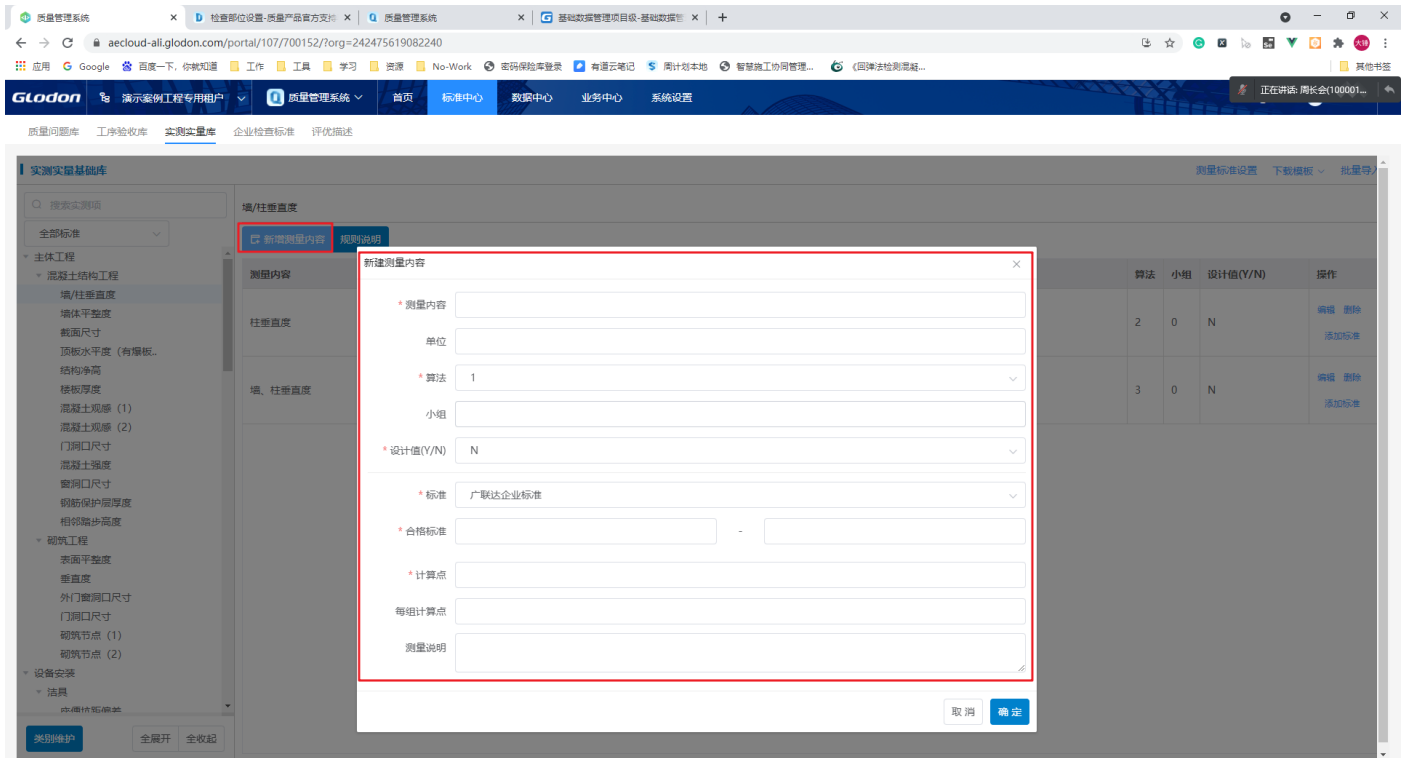 质量管理系统
检查部位设置-质量产品官方支持
质量管理系统
基础数据管理项目级-基础数据管
aecloud-ali.glodon.com/portal/107/700152/?org=242475619082240
应用 Google 百度一下,你就知道 工作 工具 学习 资源 No-Work 密码保险库登录 有道云笔记 周计划本地 智慧施工协同管理... 《回弹法检测混凝... 其他书签
GLodon 演示案例工程专用租户 质量管理系统 首页 标准中心 数据中心 业务中心 系统设置
正在讲话: 周长会(100001...
质量问题库 工序验收库 实测实量库 企业检查标准 评优描述
实测实量基础库 测量标准设置 下载模板 批量导入
搜索实测项
全部标准
主体工程
混凝土结构工程
墙/柱垂直度
墙体平整度
截面尺寸
顶板水平度(有爆板..
结构净高
楼板厚度
混凝土观感(1)
混凝土观感(2)
门洞口尺寸
混凝土强度
窗洞口尺寸
钢筋保护层厚度
相邻踏步高度
砌筑工程
表面平整度
垂直度
外门窗洞口尺寸
门洞口尺寸
砌筑节点(1)
砌筑节点(2)
设备安装
洁具
座便坑距偏差
类别维护 全展开 全收起
墙/柱垂直度
新增测量内容 规则说明
测量内容 算法 小组 设计值(Y/N) 操作
柱垂直度 2 0 N 编辑 删除
添加标准
墙、柱垂直度 3 0 N 编辑 删除
添加标准
新建测量内容
* 测量内容
单位
* 算法 1
小组
* 设计值(Y/N) N
* 标准 广联达企业标准
* 合格标准 -
* 计算点
每组计算点
测量说明
取 消 确 定